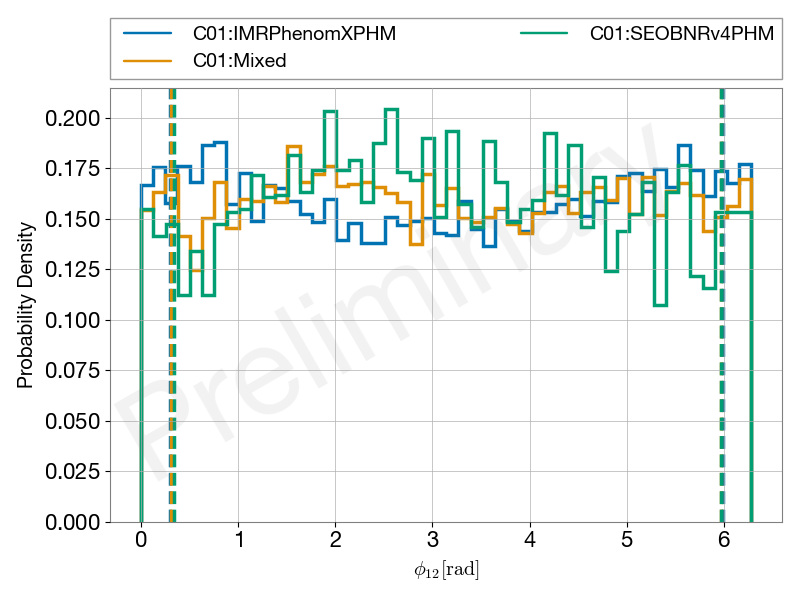 C01:IMRPhenomXPHM
C01:Mixed
C01:SEOBNRv4PHM
0.200
0.175
0.150
0.125
0.100
0.075
0.050
0.025
0.000
Probability Density
Preliminary
0 1 2 3 4 5 6
ϕ₁₂[rad]